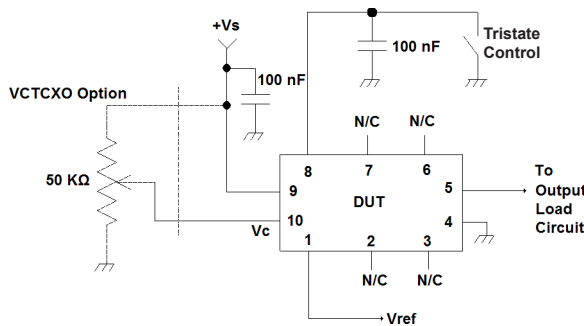 +Vs
Tristate
Control
100 nF
100 nF
VCTCXO Option
N/C
N/C
50 KΩ
8
7
6
9
5
To
Output
Load
Circuit
DUT
10
4
Vc
1
2
3
N/C
N/C
Vref